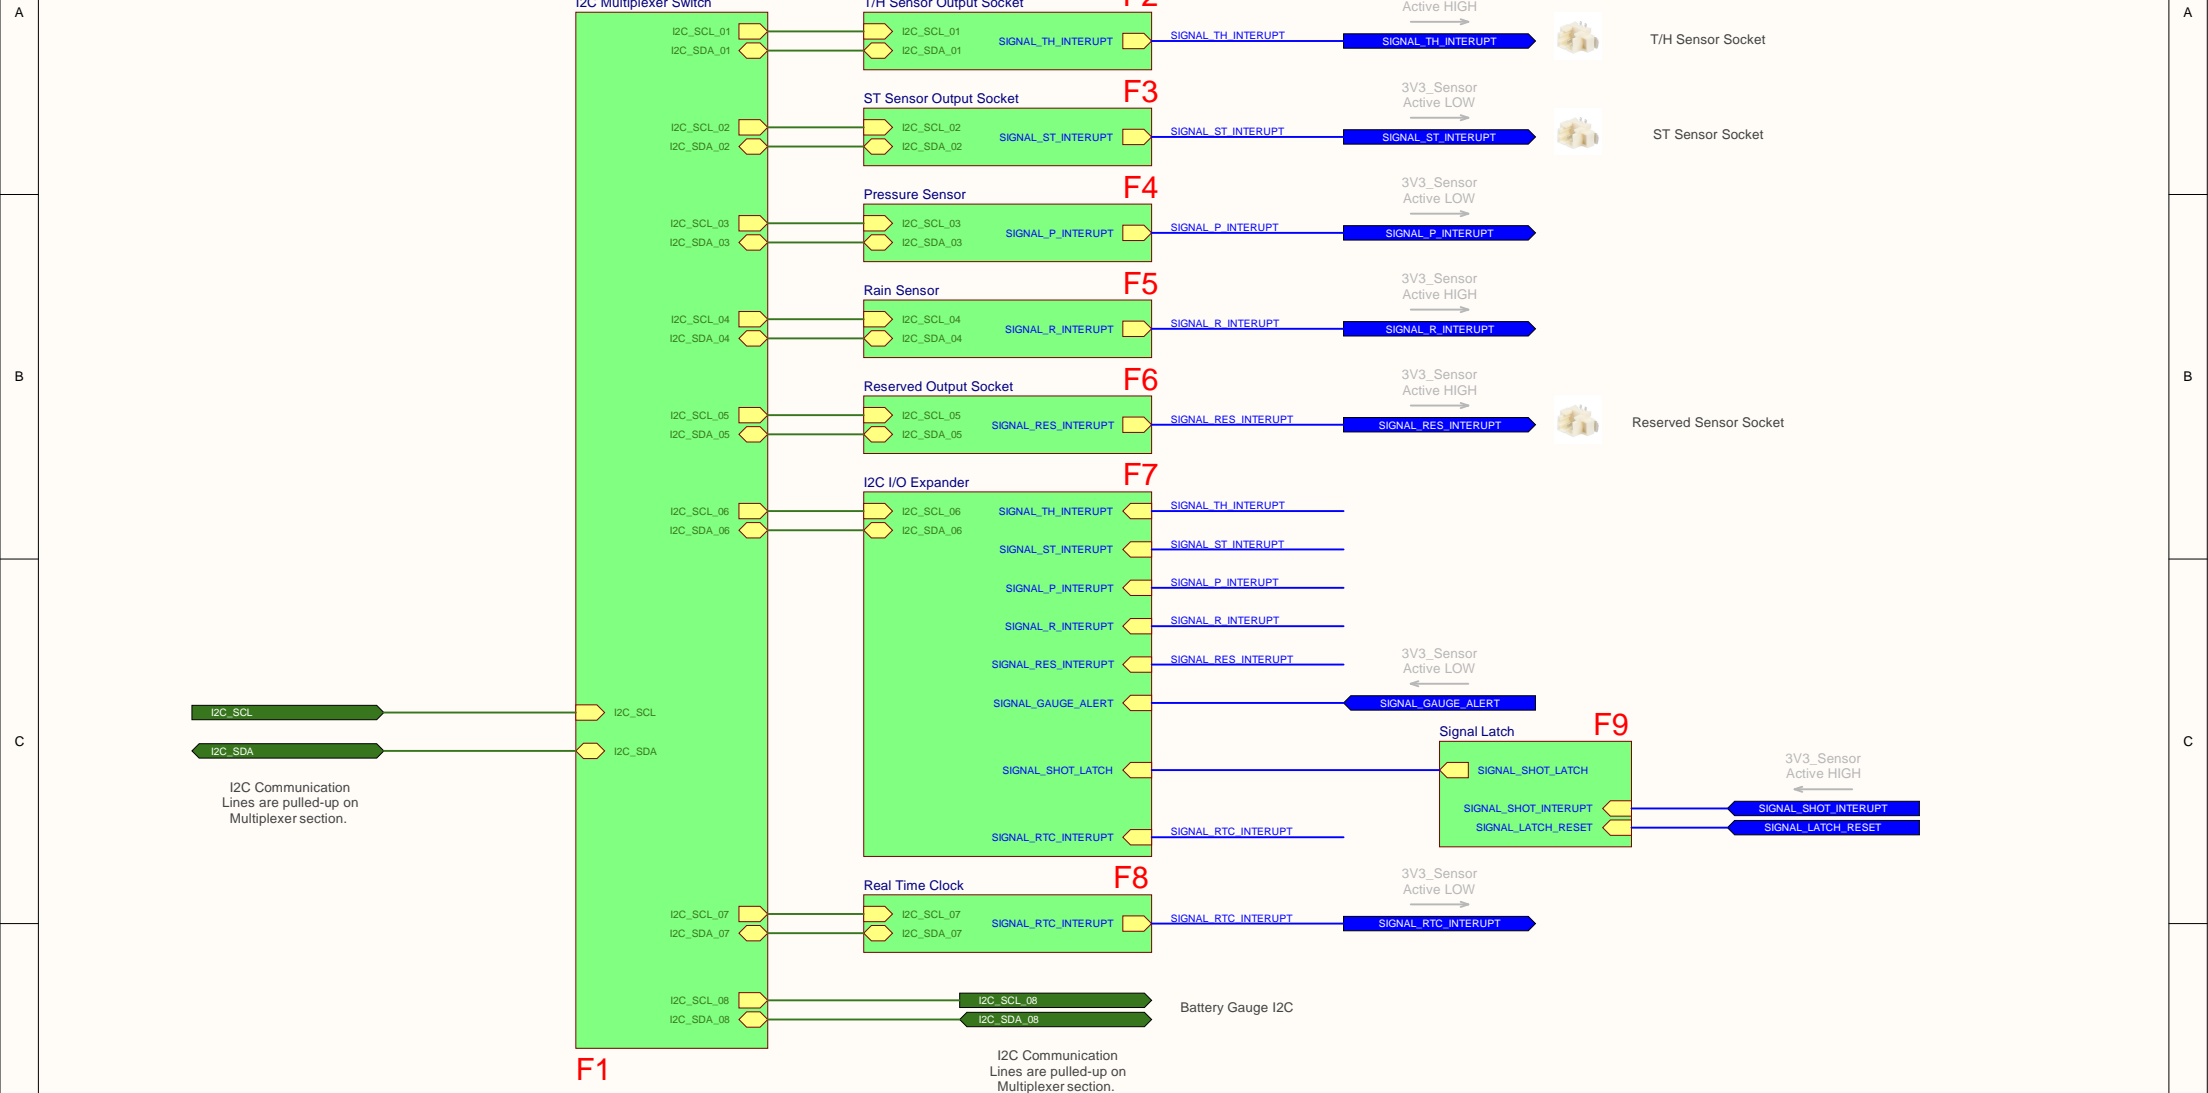 A
I2C Multiplexer Switch
T/H Sensor Output Socket
F2
Active HIGH
A
I2C_SCL_01
I2C_SDA_01
I2C_SCL_01
I2C_SDA_01
SIGNAL_TH_INTERUPT
SIGNAL_TH_INTERUPT
SIGNAL_TH_INTERUPT
T/H Sensor Socket
ST Sensor Output Socket
F3
3V3_Sensor
Active LOW
I2C_SCL_02
I2C_SDA_02
I2C_SCL_02
I2C_SDA_02
SIGNAL_ST_INTERUPT
SIGNAL_ST_INTERUPT
SIGNAL_ST_INTERUPT
ST Sensor Socket
Pressure Sensor
F4
3V3_Sensor
Active LOW
I2C_SCL_03
I2C_SDA_03
I2C_SCL_03
I2C_SDA_03
SIGNAL_P_INTERUPT
SIGNAL_P_INTERUPT
SIGNAL_P_INTERUPT
Rain Sensor
F5
3V3_Sensor
Active HIGH
I2C_SCL_04
I2C_SDA_04
I2C_SCL_04
I2C_SDA_04
SIGNAL_R_INTERUPT
SIGNAL_R_INTERUPT
SIGNAL_R_INTERUPT
B
B
Reserved Output Socket
F6
3V3_Sensor
Active HIGH
I2C_SCL_05
I2C_SDA_05
I2C_SCL_05
I2C_SDA_05
SIGNAL_RES_INTERUPT
SIGNAL_RES_INTERUPT
SIGNAL_RES_INTERUPT
Reserved Sensor Socket
I2C I/O Expander
F7
I2C_SCL_06
I2C_SDA_06
I2C_SCL_06
I2C_SDA_06
SIGNAL_TH_INTERUPT
SIGNAL_TH_INTERUPT
SIGNAL_ST_INTERUPT
SIGNAL_ST_INTERUPT
SIGNAL_P_INTERUPT
SIGNAL_P_INTERUPT
SIGNAL_R_INTERUPT
SIGNAL_R_INTERUPT
SIGNAL_RES_INTERUPT
SIGNAL_RES_INTERUPT
3V3_Sensor
Active LOW
SIGNAL_GAUGE_ALERT
SIGNAL_GAUGE_ALERT
I2C_SCL
I2C_SCL
I2C_SDA
I2C_SDA
I2C Communication
Lines are pulled-up on
Multiplexer section.
C
C
Signal Latch
F9
SIGNAL_SHOT_LATCH
SIGNAL_SHOT_LATCH
3V3_Sensor
Active HIGH
SIGNAL_SHOT_INTERUPT
SIGNAL_SHOT_INTERUPT
SIGNAL_LATCH_RESET
SIGNAL_LATCH_RESET
SIGNAL_RTC_INTERUPT
SIGNAL_RTC_INTERUPT
Real Time Clock
F8
3V3_Sensor
Active LOW
I2C_SCL_07
I2C_SDA_07
I2C_SCL_07
I2C_SDA_07
SIGNAL_RTC_INTERUPT
SIGNAL_RTC_INTERUPT
SIGNAL_RTC_INTERUPT
I2C_SCL_08
I2C_SDA_08
I2C_SCL_08
I2C_SDA_08
Battery Gauge I2C
F1
I2C Communication
Lines are pulled-up on
Multiplexer section.